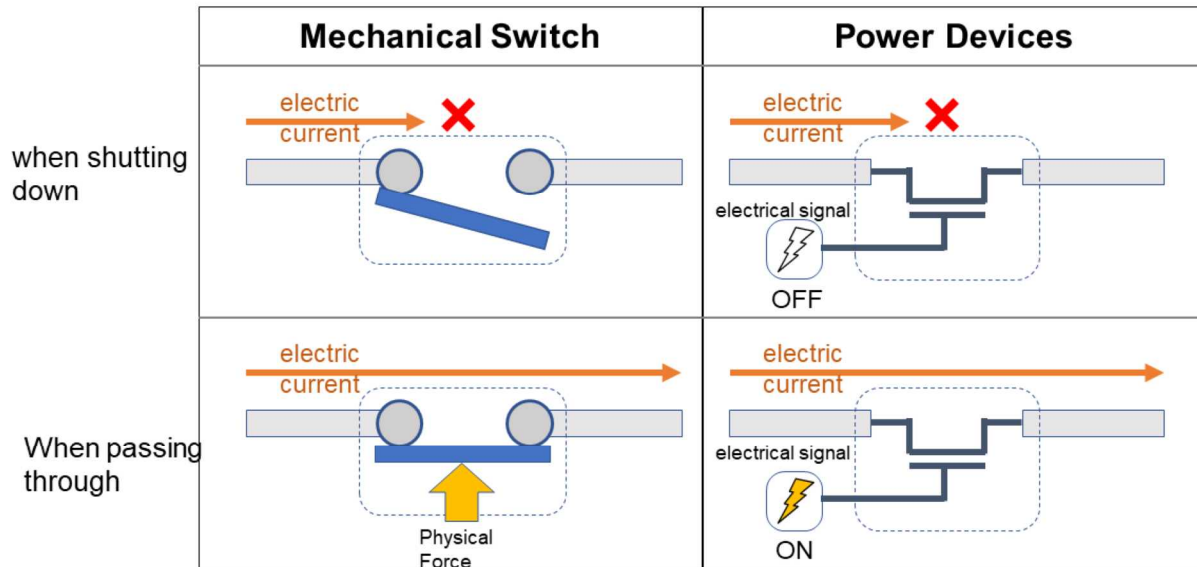 Mechanical Switch
Power Devices
when shutting
down
electric
current
electric
current
electrical signal
OFF
When passing
through
electric
current
Physical
Force
electric
current
electrical signal
ON